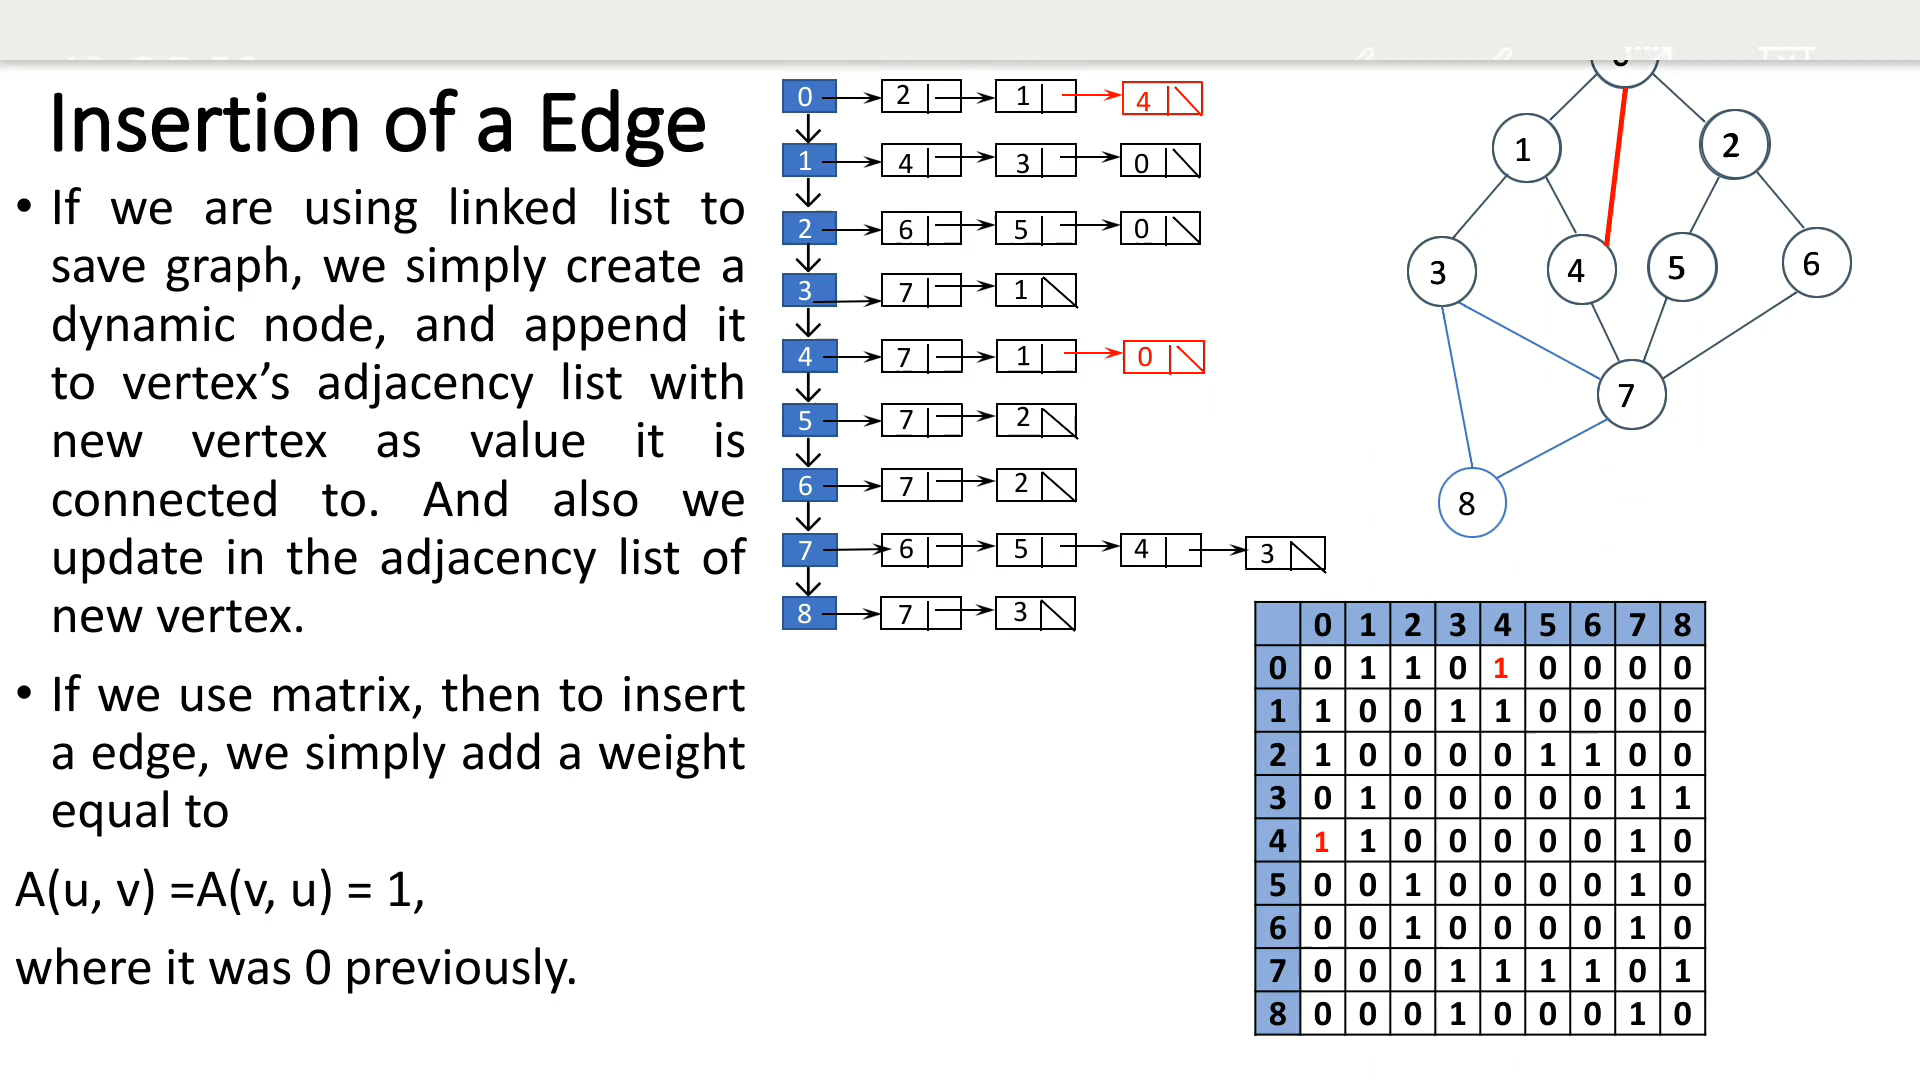 Insertion of a Edge
• If we are using linked list to
save graph, we simply create a
dynamic node, and append it
to vertex’s adjacency list with
new vertex as value it is
connected to. And also we
update in the adjacency list of
new vertex.
• If we use matrix, then to insert
a edge, we simply add a weight
equal to
A(u, v) =A(v, u) = 1,
where it was 0 previously.
0 2 1 4
1 4 3 0
2 6 5 0
3 7 1
4 7 1 0
5 7 2
6 7 2
7 6 5 4 3
8 7 3
1 2
3 4 5 6
7
8
0 1 2 3 4 5 6 7 8
0 0 1 1 0 1 0 0 0 0
1 1 0 0 1 1 0 0 0 0
2 1 0 0 0 0 1 1 0 0
3 0 1 0 0 0 0 0 1 1
4 1 1 0 0 0 0 0 1 0
5 0 0 1 0 0 0 0 1 0
6 0 0 1 0 0 0 0 1 0
7 0 0 0 1 1 1 1 0 1
8 0 0 0 1 0 0 0 1 0